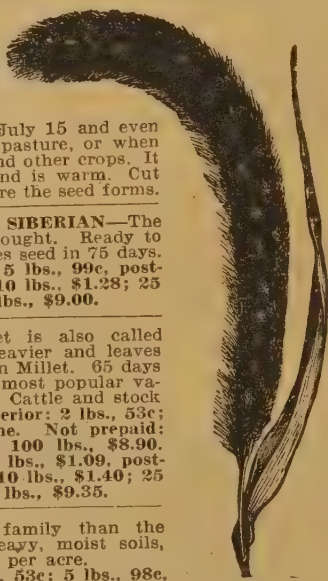 July 15 and even
pasture, or when
nd other crops. It
nd is warm. Cut
re the seed forms.
SIBERIAN—The
ought. Ready to
es seed in 75 days.
5 lbs., 99c, post-
10 lbs., $1.28; 25
lbs., $9.00.
et is also called
eavier and leaves
n Millet. 65 days
most popular va-
Cattle and stock
erior: 2 lbs., 53c;
ne. Not prepaid:
100 lbs., $8.90.
lbs., $1.09, post-
10 lbs., $1.40; 25
lbs., $9.35.
family than the
eavy, moist soils,
per acre.
53c; 5 lbs., 98c,